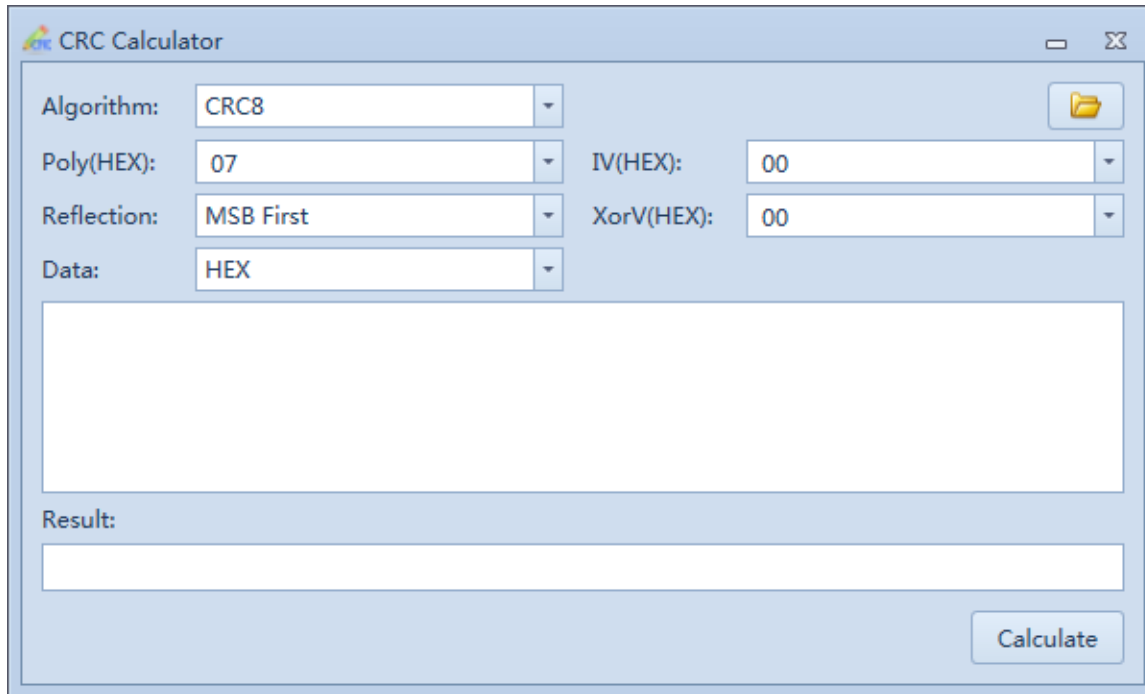 CRC CRC Calculator
Algorithm: CRC8
Poly(HEX): 07 IV(HEX): 00
Reflection: MSB First XorV(HEX): 00
Data: HEX
Result:
Calculate